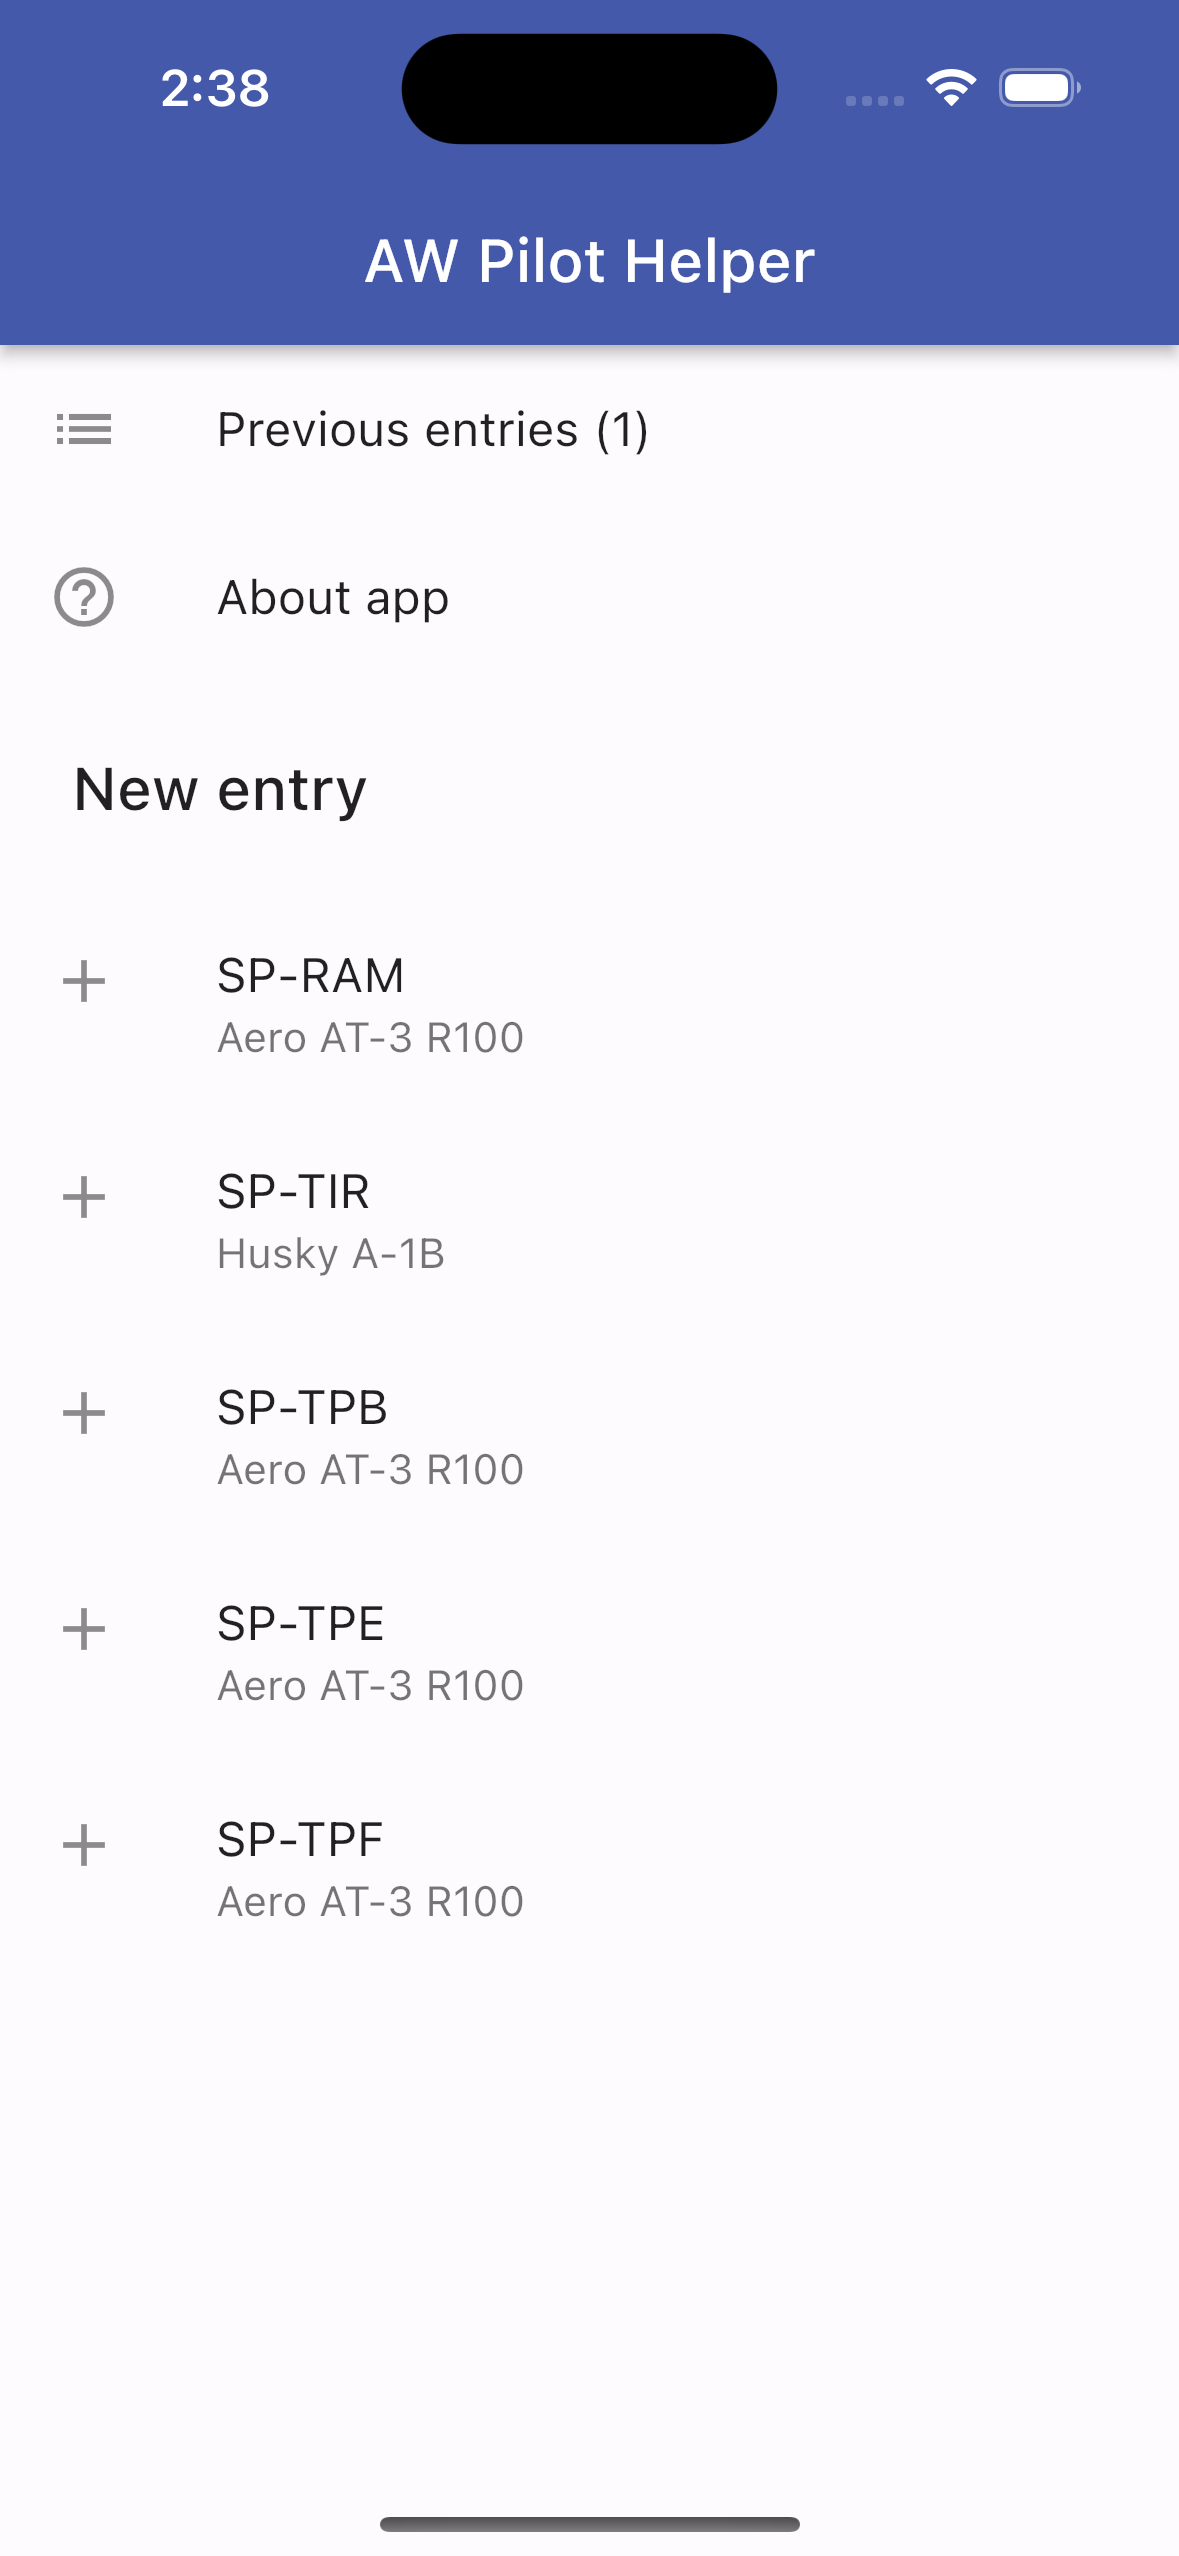 2:38
AW Pilot Helper
Previous entries (1)
About app
New entry
SP-RAM
Aero AT-3 R100
SP-TIR
Husky A-1B
SP-TPB
Aero AT-3 R100
SP-TPE
Aero AT-3 R100
SP-TPF
Aero AT-3 R100